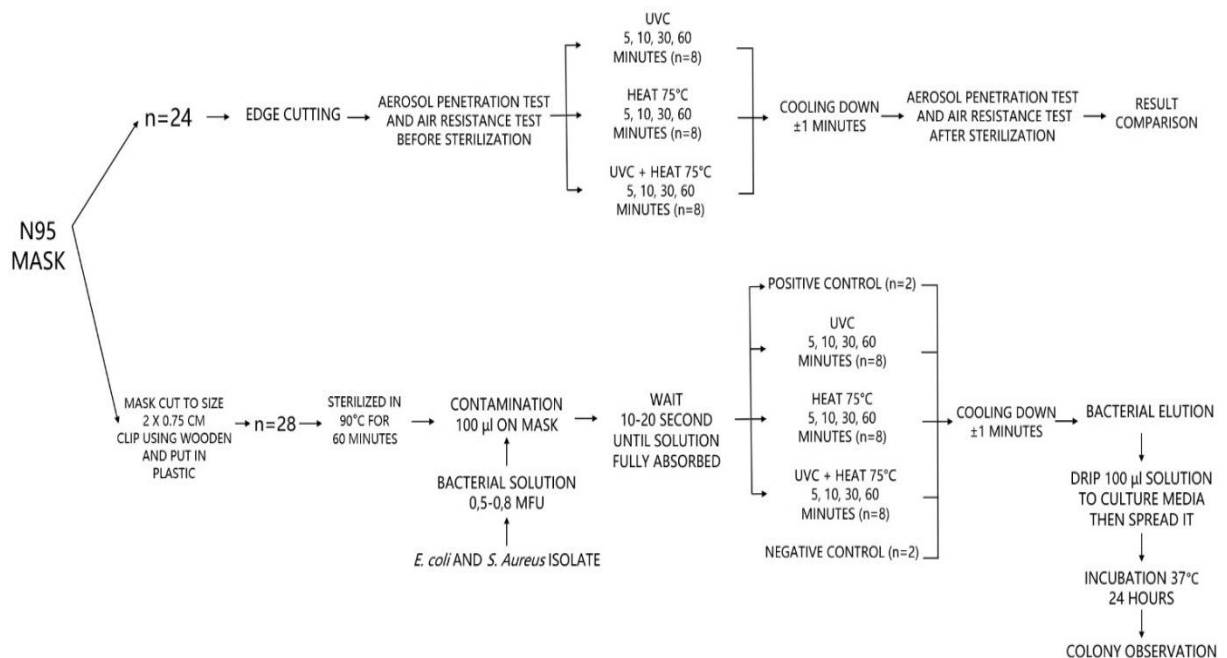 N95
MASK
n=24
EDGE CUTTING
AEROSOL PENETRATION TEST
AND AIR RESISTANCE TEST
BEFORE STERILIZATION
UVC
5, 10, 30, 60
MINUTES (n=8)
HEAT 75°C
5, 10, 30, 60
MINUTES (n=8)
UVC + HEAT 75°C
5, 10, 30, 60
MINUTES (n=8)
COOLING DOWN
±1 MINUTES
AEROSOL PENETRATION TEST
AND AIR RESISTANCE TEST
AFTER STERILIZATION
RESULT
COMPARISON
MASK CUT TO SIZE
2 X 0.75 CM
CLIP USING WOODEN
AND PUT IN
PLASTIC
n=28
STERILIZED IN
90°C FOR
60 MINUTES
CONTAMINATION
100 µl ON MASK
BACTERIAL SOLUTION
0,5-0,8 MFU
E. coli AND S. Aureus ISOLATE
WAIT
10-20 SECOND
UNTIL SOLUTION
FULLY ABSORBED
POSITIVE CONTROL (n=2)
UVC
5, 10, 30, 60
MINUTES (n=8)
HEAT 75°C
5, 10, 30, 60
MINUTES (n=8)
UVC + HEAT 75°C
5, 10, 30, 60
MINUTES (n=8)
NEGATIVE CONTROL (n=2)
COOLING DOWN
±1 MINUTES
BACTERIAL ELUTION
DRIP 100 µl SOLUTION
TO CULTURE MEDIA
THEN SPREAD IT
INCUBATION 37°C
24 HOURS
COLONY OBSERVATION